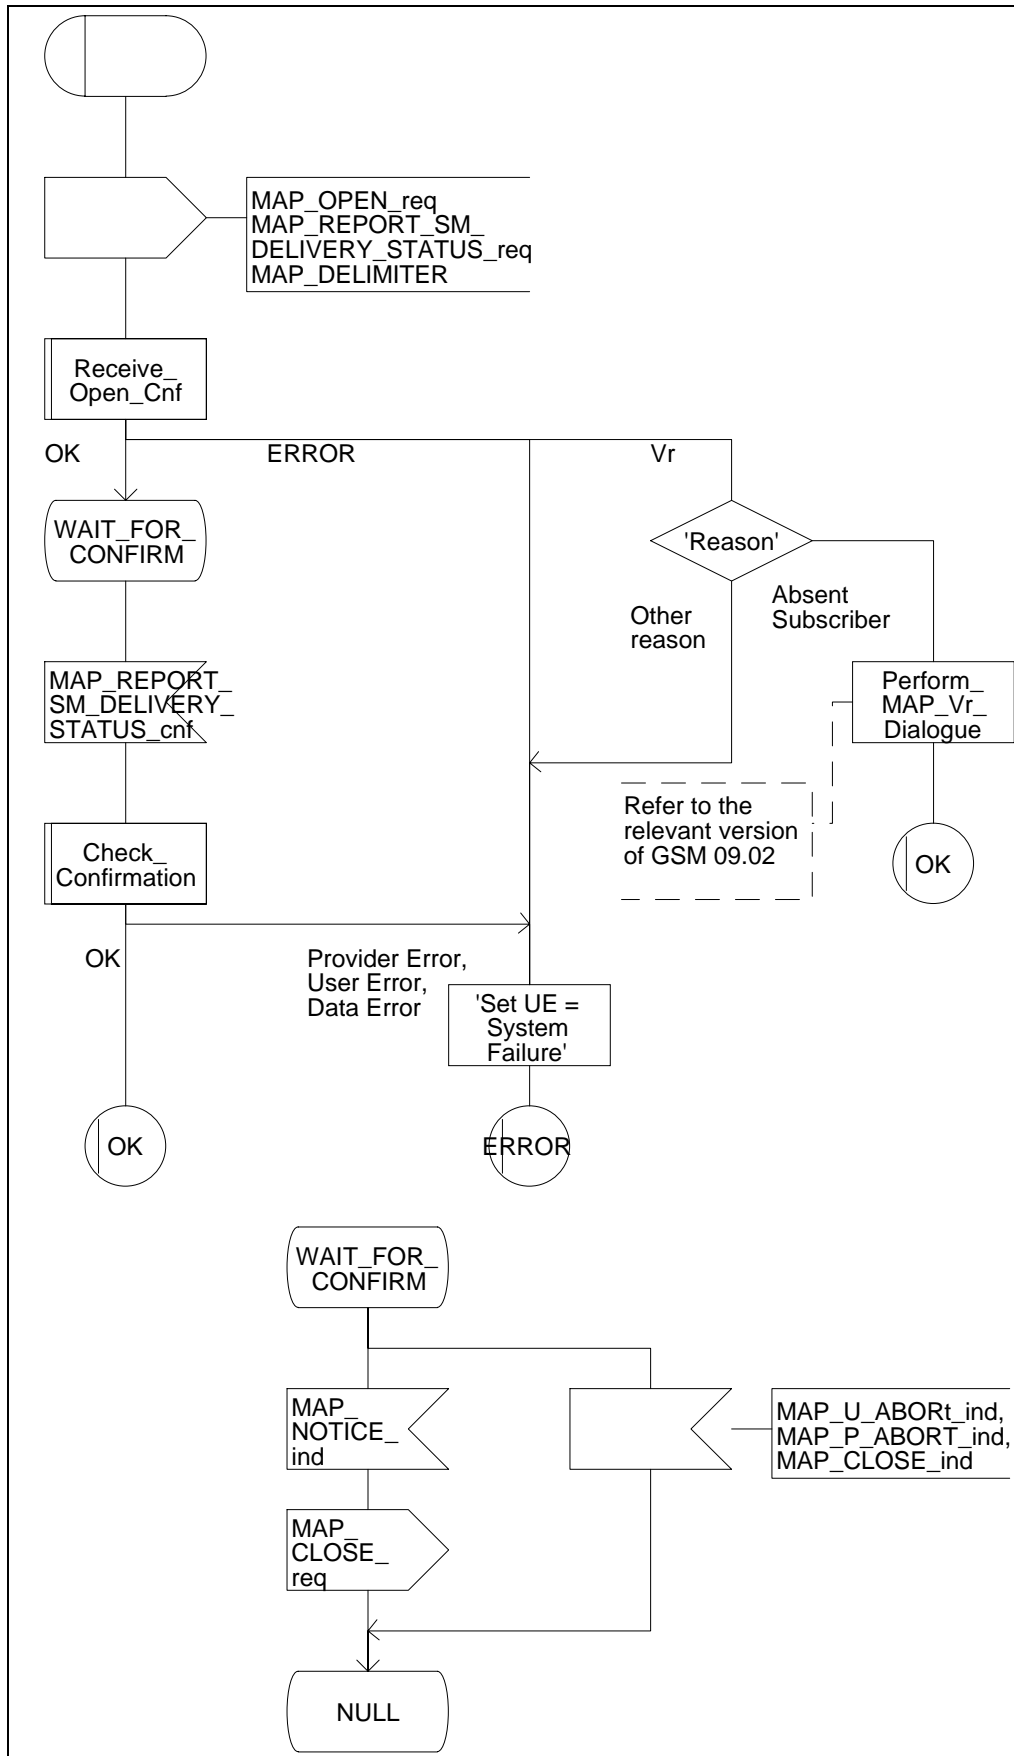 MAP_OPEN_req
MAP_REPORT_SM_
DELIVERY_STATUS_req
MAP_DELIMITER
Receive_
Open_Cnf
OK
ERROR
Vr
WAIT_FOR_
CONFIRM
'Reason'
Other
reason
Absent
Subscriber
MAP_REPORT_
SM_DELIVERY_
STATUS_cnf
Perform_
MAP_Vr_
Dialogue
Refer to the
relevant version
of GSM 09.02
OK
Check_
Confirmation
OK
Provider Error,
User Error,
Data Error
'Set UE =
System
Failure'
OK
ERROR
WAIT_FOR_
CONFIRM
MAP_
NOTICE_
ind
MAP_U_ABORt_ind,
MAP_P_ABORT_ind,
MAP_CLOSE_ind
MAP_
CLOSE_
req
NULL